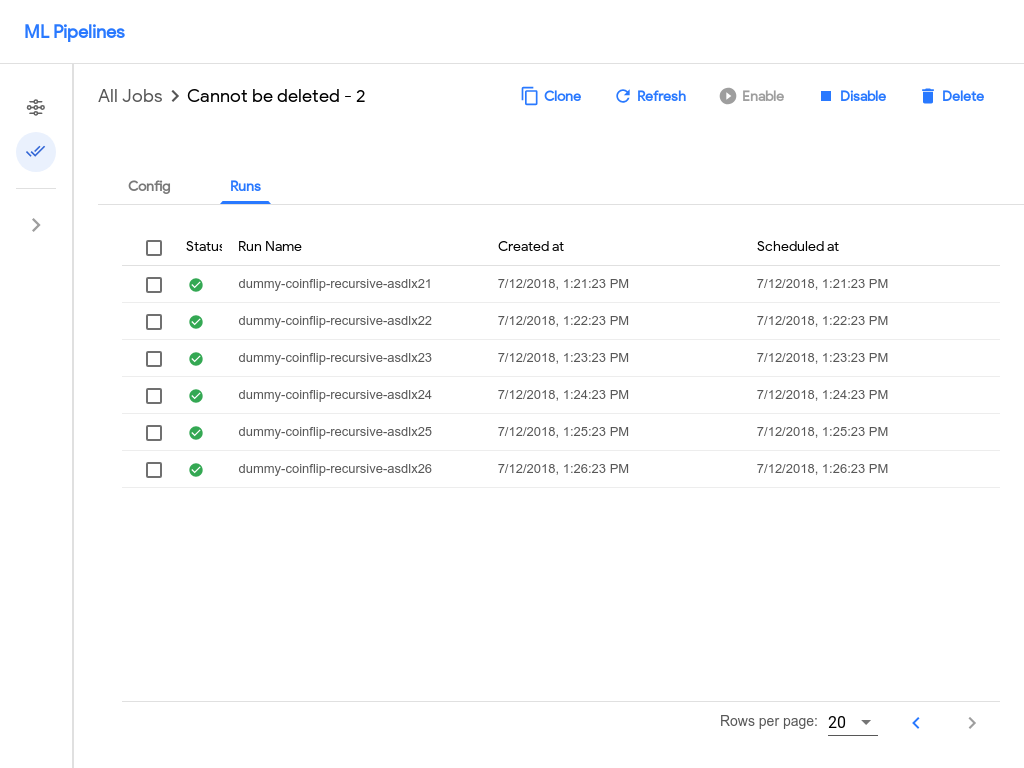 ML Pipelines
All Jobs > Cannot be deleted - 2 Clone Refresh Enable Disable Delete
Config Runs
Status Run Name Created at Scheduled at
dummy-coinflip-recursive-asdlx21 7/12/2018, 1:21:23 PM 7/12/2018, 1:21:23 PM
dummy-coinflip-recursive-asdlx22 7/12/2018, 1:22:23 PM 7/12/2018, 1:22:23 PM
dummy-coinflip-recursive-asdlx23 7/12/2018, 1:23:23 PM 7/12/2018, 1:23:23 PM
dummy-coinflip-recursive-asdlx24 7/12/2018, 1:24:23 PM 7/12/2018, 1:24:23 PM
dummy-coinflip-recursive-asdlx25 7/12/2018, 1:25:23 PM 7/12/2018, 1:25:23 PM
dummy-coinflip-recursive-asdlx26 7/12/2018, 1:26:23 PM 7/12/2018, 1:26:23 PM
Rows per page: 20